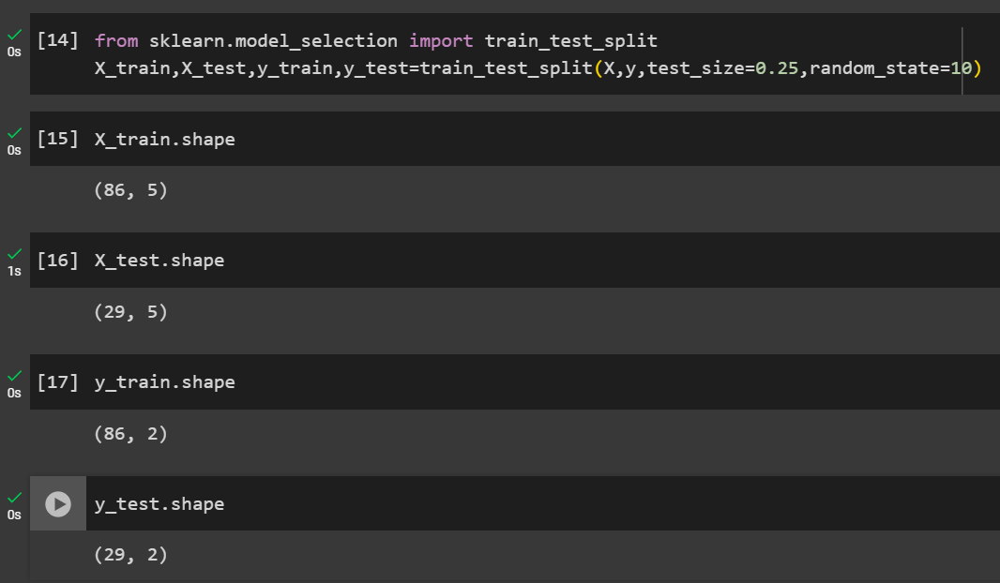 [14] from sklearn.model_selection import train_test_split
0s X_train,X_test,y_train,y_test=train_test_split(X,y,test_size=0.25,random_state=10)
[15] X_train.shape
0s
(86, 5)
[16] X_test.shape
1s
(29, 5)
[17] y_train.shape
0s
(86, 2)
y_test.shape
0s
(29, 2)